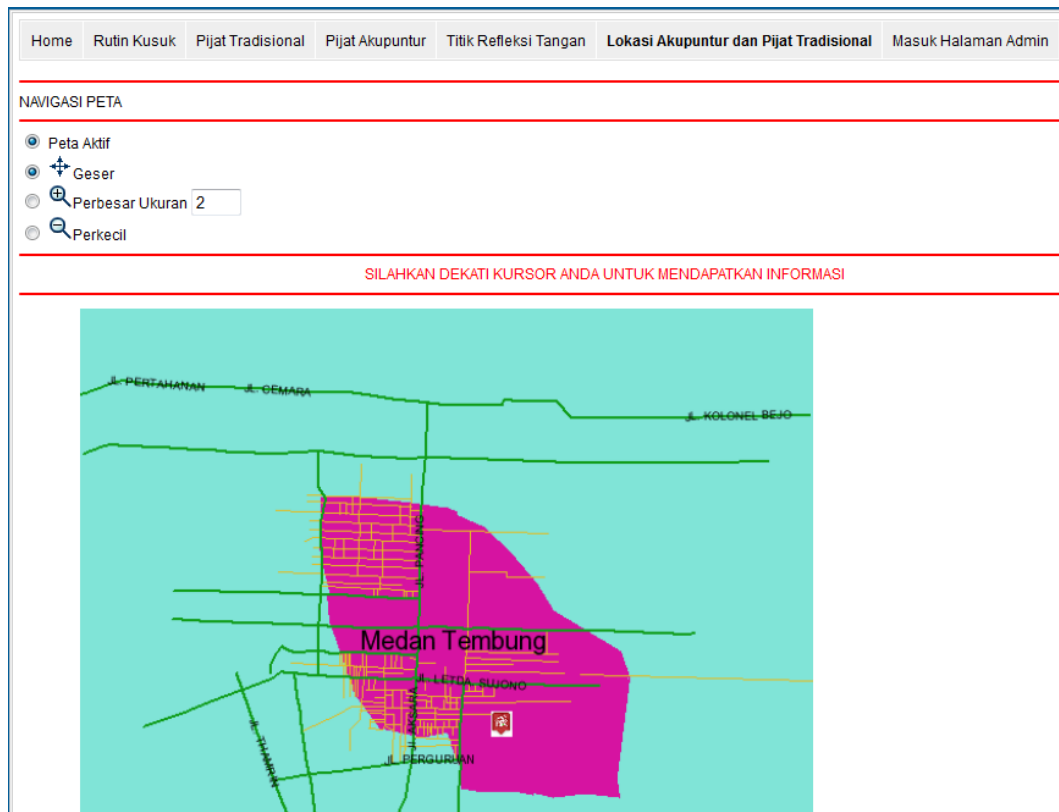 Home Rutin Kusuk Pijat Tradisional Pijat Akupuntur Titik Refleksi Tangan Lokasi Akupuntur dan Pijat Tradisional Masuk Halaman Admin
NAVIGASI PETA
Peta Aktif
Geser
Perbesar Ukuran 2
Perkecil
SILAHKAN DEKATI KURSOR ANDA UNTUK MENDAPATKAN INFORMASI
JL. PERTAHANAN
JL. CEMARA
JL. KOLONEL BEJO
JL. PANCING
Medan Tembung
JL. LETDA. SUJONO
Jl. AKSARA
JL. THAMRIN
JL. PERGURUAN